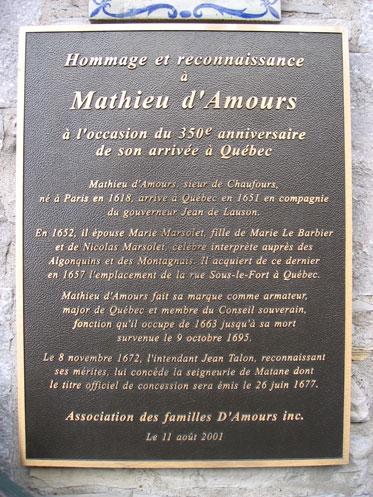 Hommage et reconnaissance
à
Mathieu d'Amours
à l'occasion du 350e anniversaire
de son arrivée à Québec
Mathieu d'Amours, sieur de Chaufours,
né à Paris en 1618, arrive à Québec en 1651 en compagnie
du gouverneur Jean de Lauson.
En 1652, il épouse Marie Marsolet, fille de Marie Le Barbier
et de Nicolas Marsolet, célèbre interprète auprès des
Algonquins et des Montagnais. Il acquiert de ce dernier
en 1657 l'emplacement de la rue Sous-le-Fort à Québec.
Mathieu d'Amours fait sa marque comme armateur,
major de Québec et membre du Conseil souverain,
fonction qu'il occupe de 1663 jusqu'à sa mort
survenue le 9 octobre 1695.
Le 8 novembre 1672, l'intendant Jean Talon, reconnaissant
ses mérites, lui concède la seigneurie de Matane dont
le titre officiel de concession sera émis le 26 juin 1677.
Association des familles D'Amours inc.
Le 11 août 2001